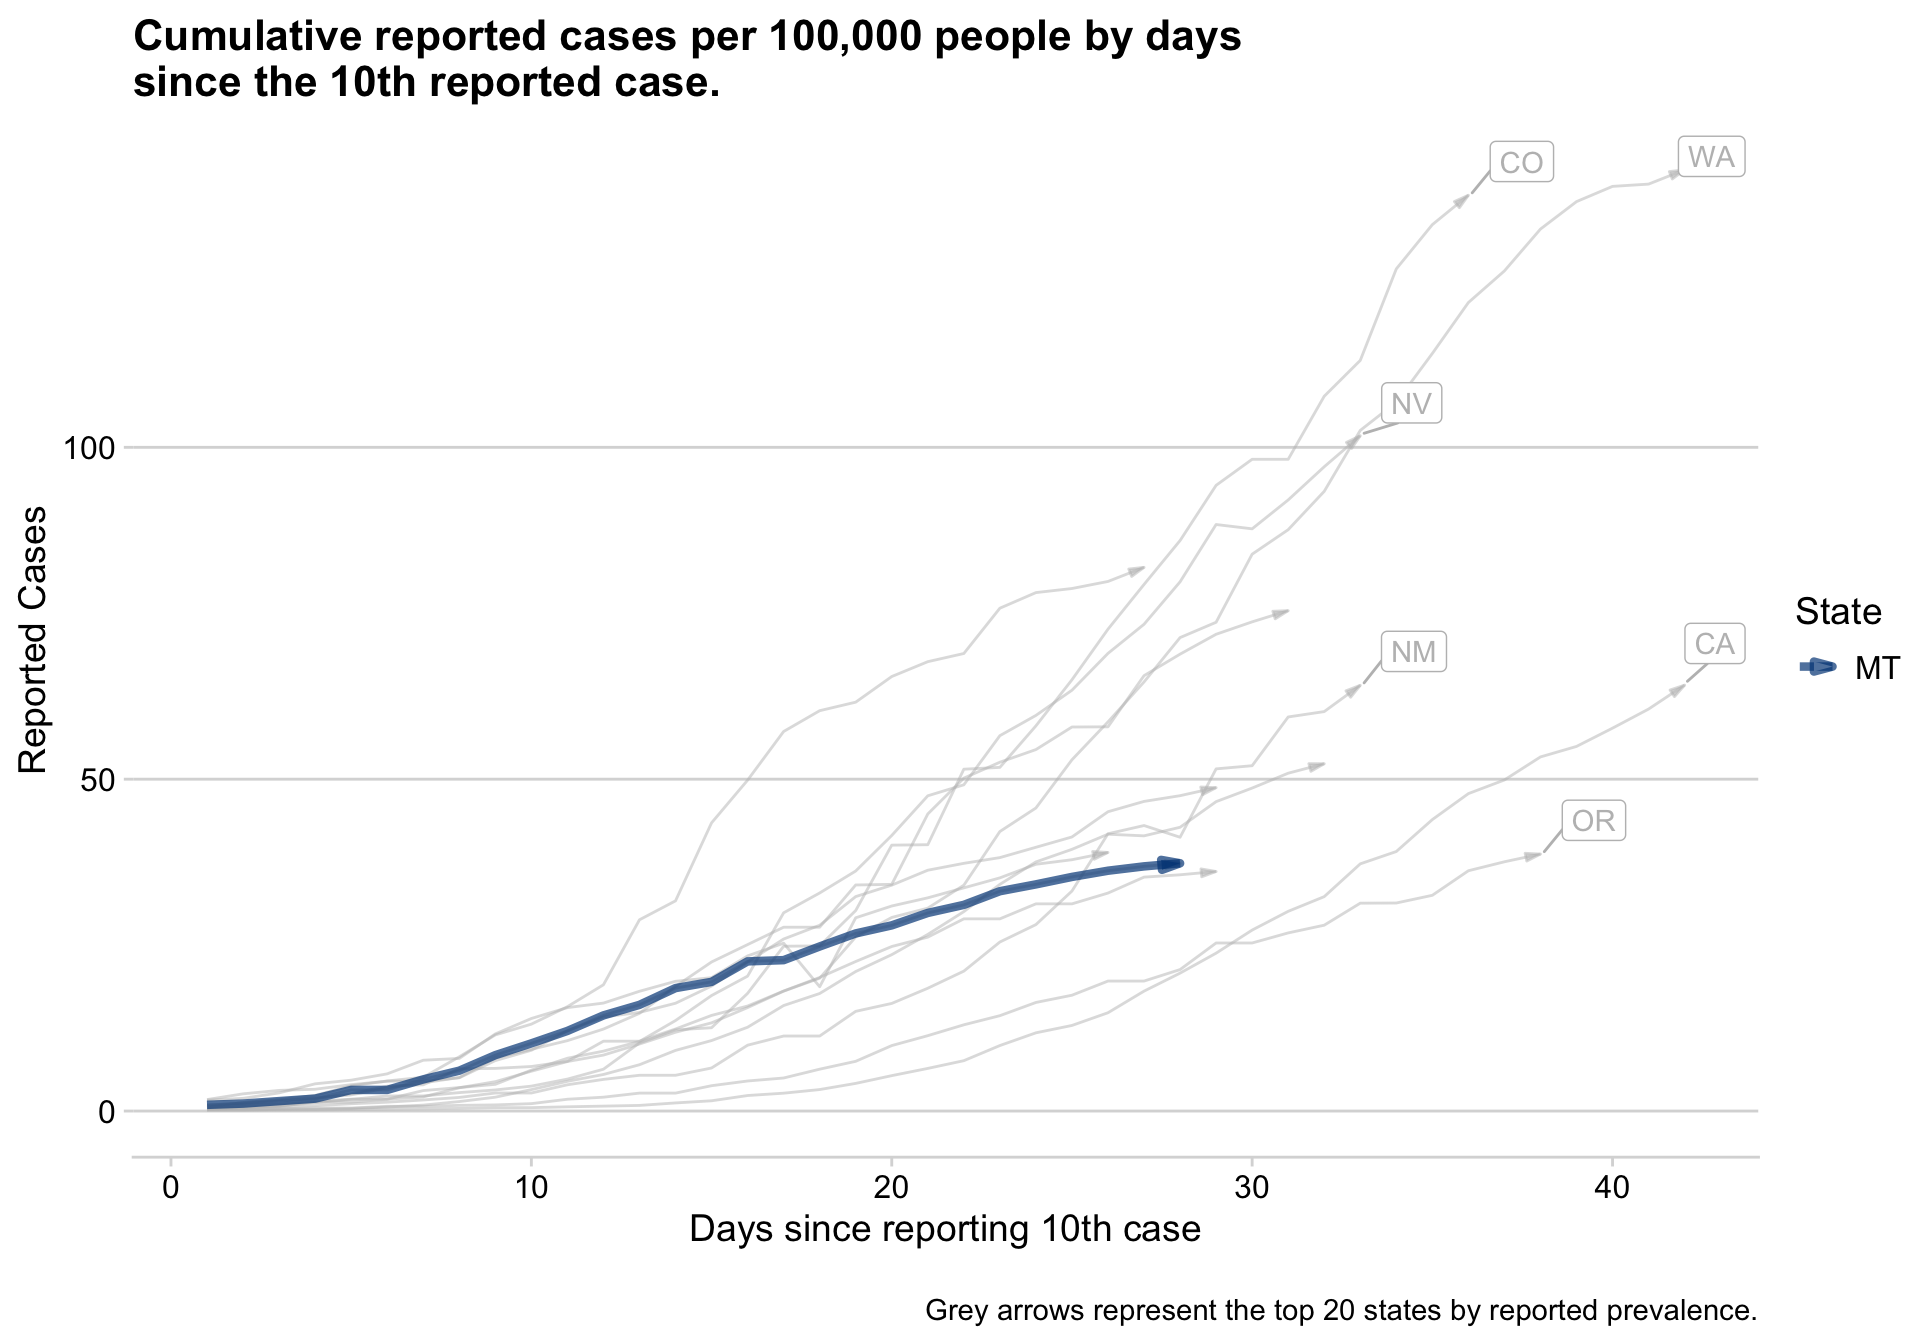 Cumulative reported cases per 100,000 people by days
since the 10th reported case.
CO
WA
NV
100
Reported Cases
State
MT
NM
CA
50
OR
0
0 10 20 30 40
Days since reporting 10th case
Grey arrows represent the top 20 states by reported prevalence.